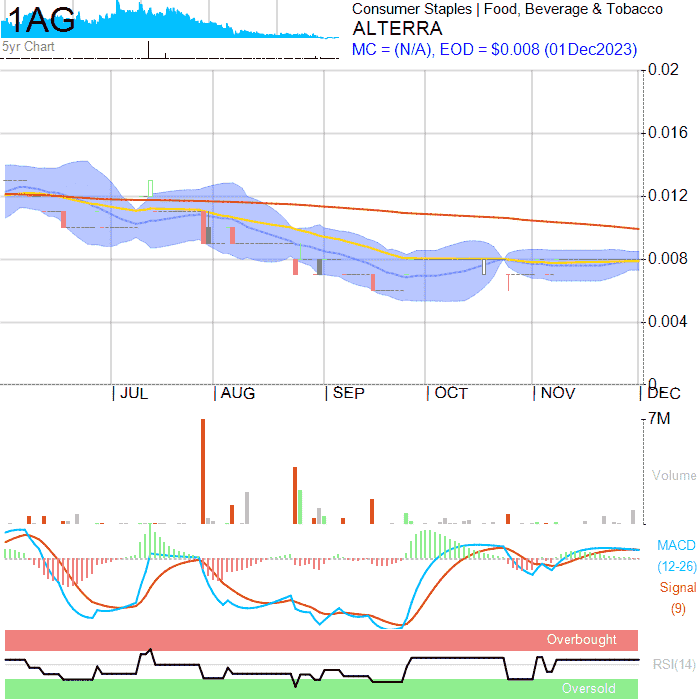 1AG
Consumer Staples | Food, Beverage & Tobacco
ALTERRA
5yr Chart
MC = (N/A), EOD = $0.008 (01Dec2023)
0.02
0.016
0.012
0.008
0.004
0
JUL
AUG
SEP
OCT
NOV
DEC
7M
Volume
MACD
(12-26)
Signal
(9)
Overbought
RSI(14)
Oversold